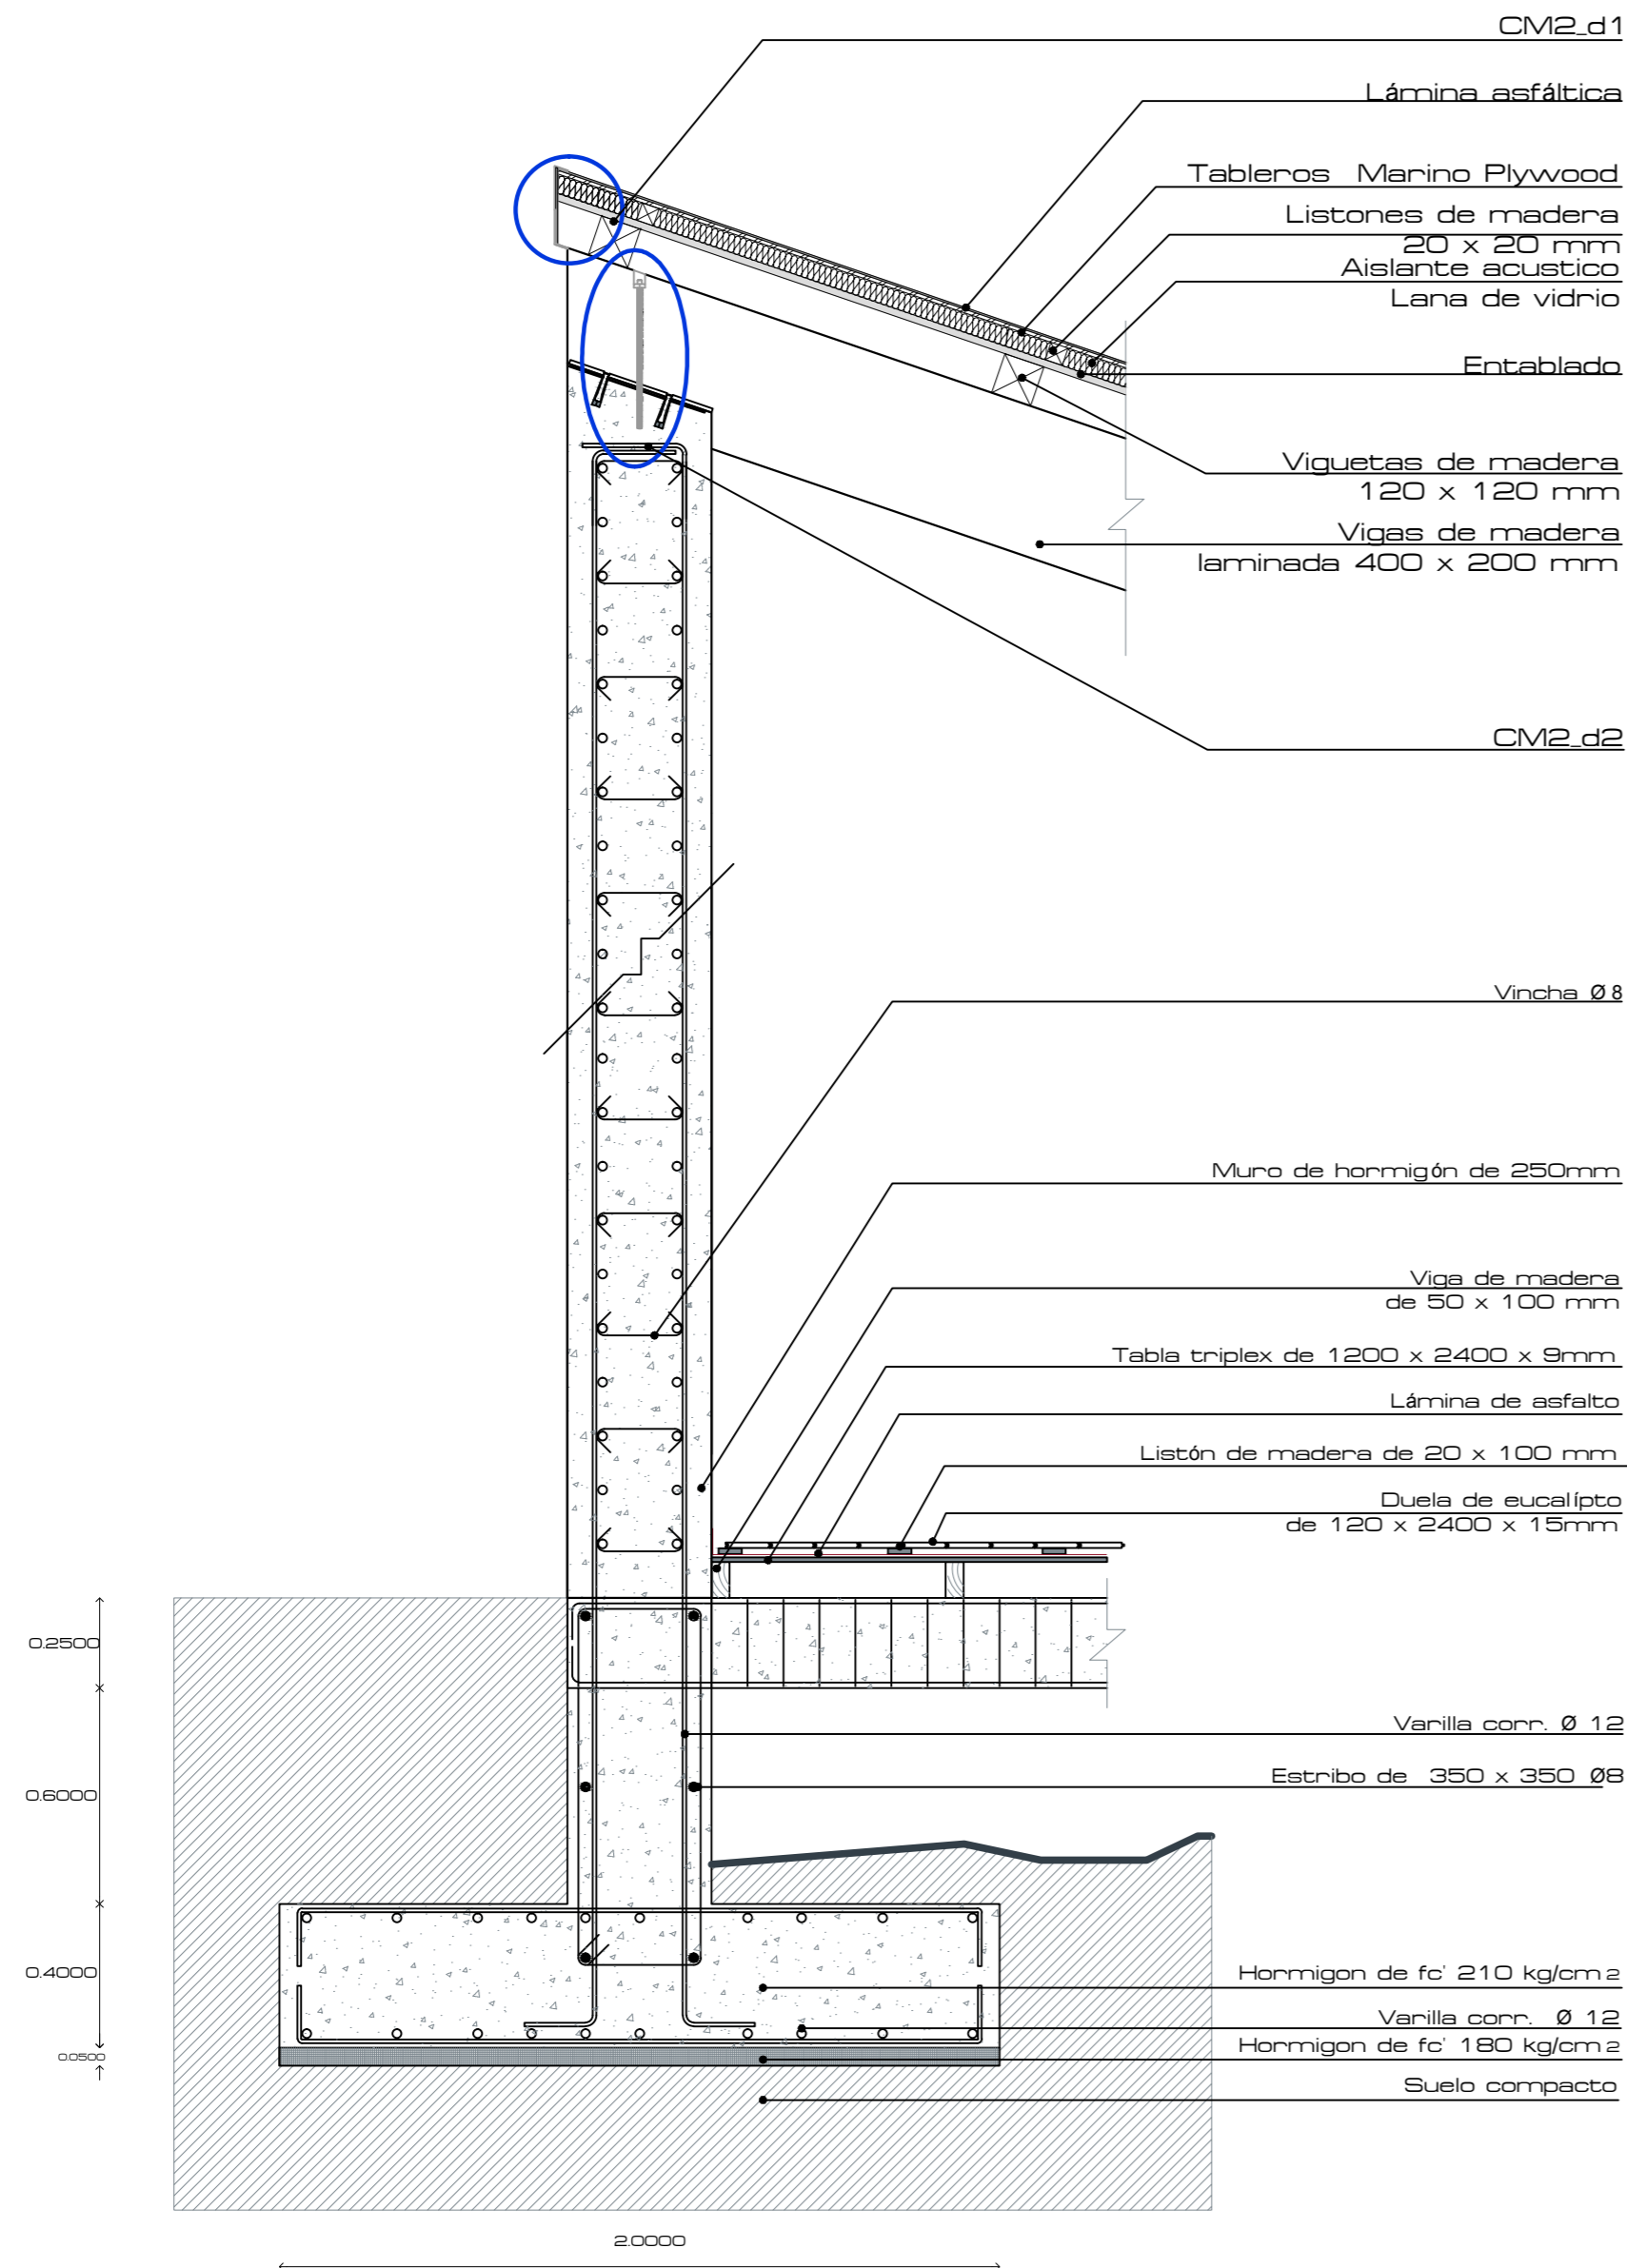 CM2_d1
Lámina asfáltica
Tableros Marino Plywood
Listones de madera
20 x 20 mm
Aislante acustico
Lana de vidrio
Entablado
Viguetas de madera
120 x 120 mm
Vigas de madera
laminada 400 x 200 mm
CM2_d2
Vincha Ø 8
Muro de hormigón de 250mm
Viga de madera
de 50 x 100 mm
Tabla triplex de 1200 x 2400 x 9mm
Lámina de asfalto
Listón de madera de 20 x 100 mm
Duela de eucalípto
de 120 x 2400 x 15mm
0.2500
Varilla corr. Ø 12
Estribo de 350 x 350 Ø8
0.6000
0.4000
Hormigon de fc' 210 kg/cm2
Varilla corr. Ø 12
Hormigon de fc' 180 kg/cm2
0.0500
Suelo compacto
2.0000